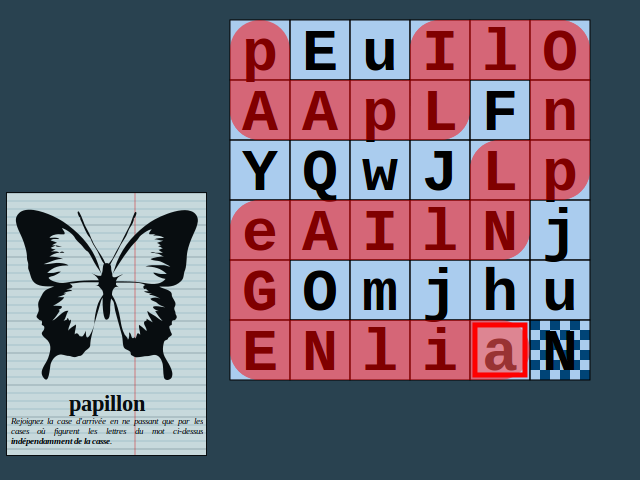 p E u I l O
A A p L F n
Y Q w J L p
e A I l N j
G O m j h u
E N l i a N
papillon
Rejoignez la case d'arrivée en ne passant que par les
cases où figurent les lettres du mot ci-dessus
indépendamment de la casse.